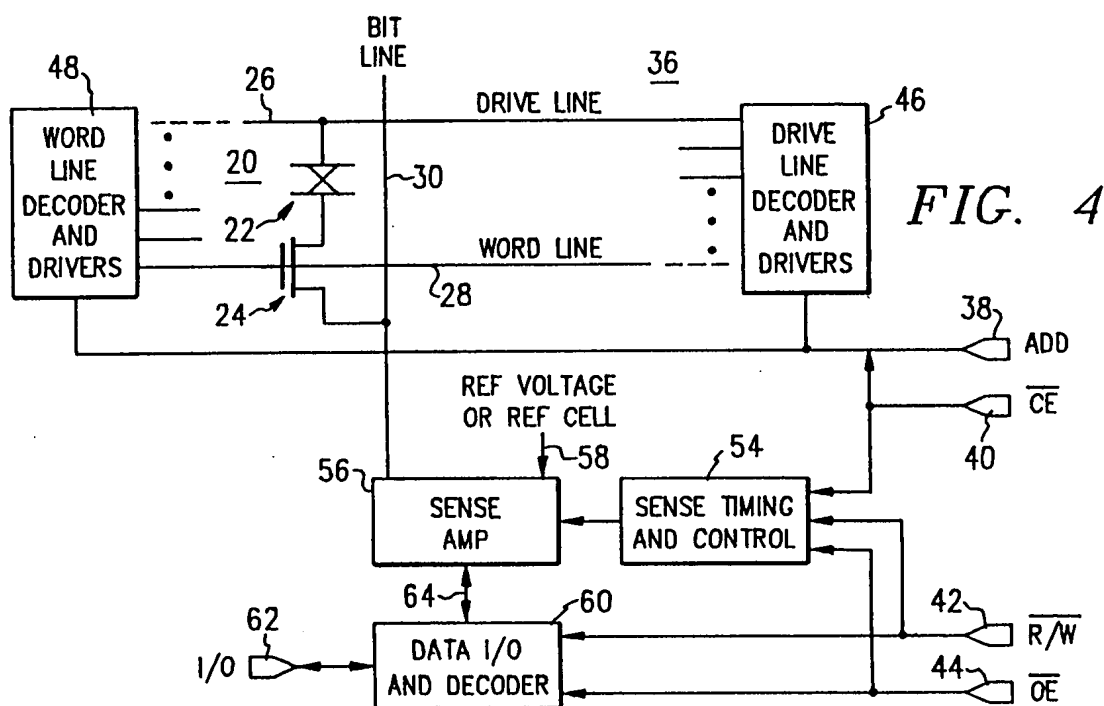 BIT
LINE
36
48
26
DRIVE LINE
46
WORD
LINE
DECODER
AND
DRIVERS
20
30
DRIVE
LINE
DECODER
AND
DRIVERS
FIG. 4
22
WORD LINE
24
28
38
ADD
REF VOLTAGE
OR REF CELL
CE
40
58
54
56
SENSE
AMP
SENSE TIMING
AND CONTROL
64
60
42
R/W
62
I/O
DATA I/O
AND DECODER
44
OE